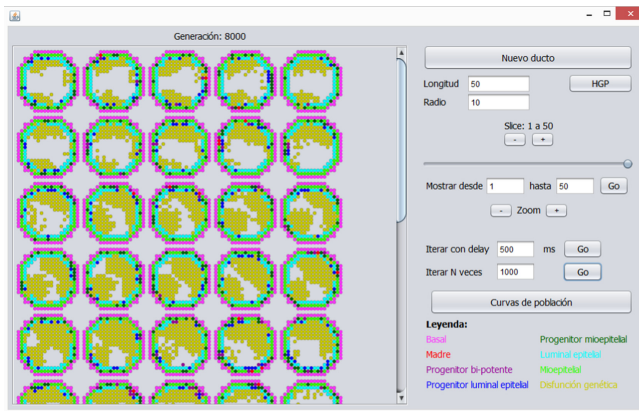 Generación: 8000
Nuevo ducto
Longitud 50 HGP
Radio 10
Slice: 1 a 50
- +
Mostrar desde 1 hasta 50 Go
- Zoom +
Iterar con delay 500 ms Go
Iterar N veces 1000 Go
Curvas de población
Leyenda:
Basal Progenitor mioepitelial
Madre Luminal epitelial
Progenitor bi-potente Mioepitelial
Progenitor luminal epitelial Disfunción genética